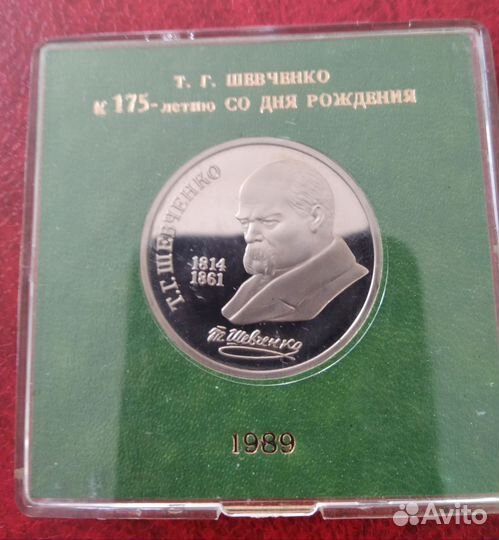 Т. Г. ШЕВЧЕНКО
К 175-летию СО ДНЯ РОЖДЕНИЯ
Т.Г. ШЕВЧЕНКО
1814
1861
Т. Шевченко
1989
Avito